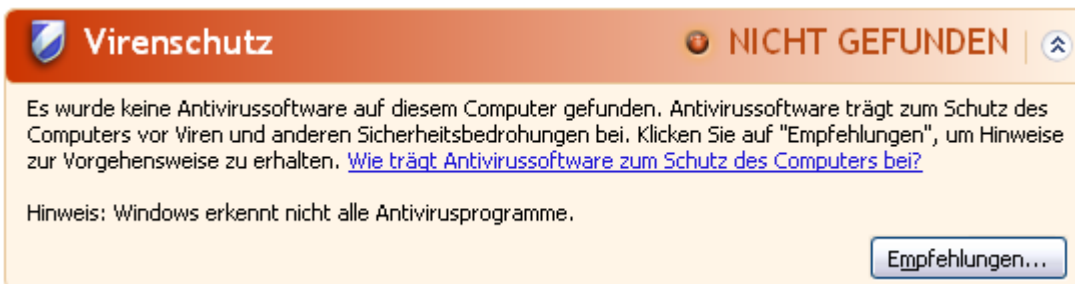 Virenschutz
NICHT GEFUNDEN
Es wurde keine Antivirussoftware auf diesem Computer gefunden. Antivirussoftware trägt zum Schutz des
Computers vor Viren und anderen Sicherheitsbedrohungen bei. Klicken Sie auf "Empfehlungen", um Hinweise
zur Vorgehensweise zu erhalten. Wie trägt Antivirussoftware zum Schutz des Computers bei?
Hinweis: Windows erkennt nicht alle Antivirusprogramme.
Empfehlungen...